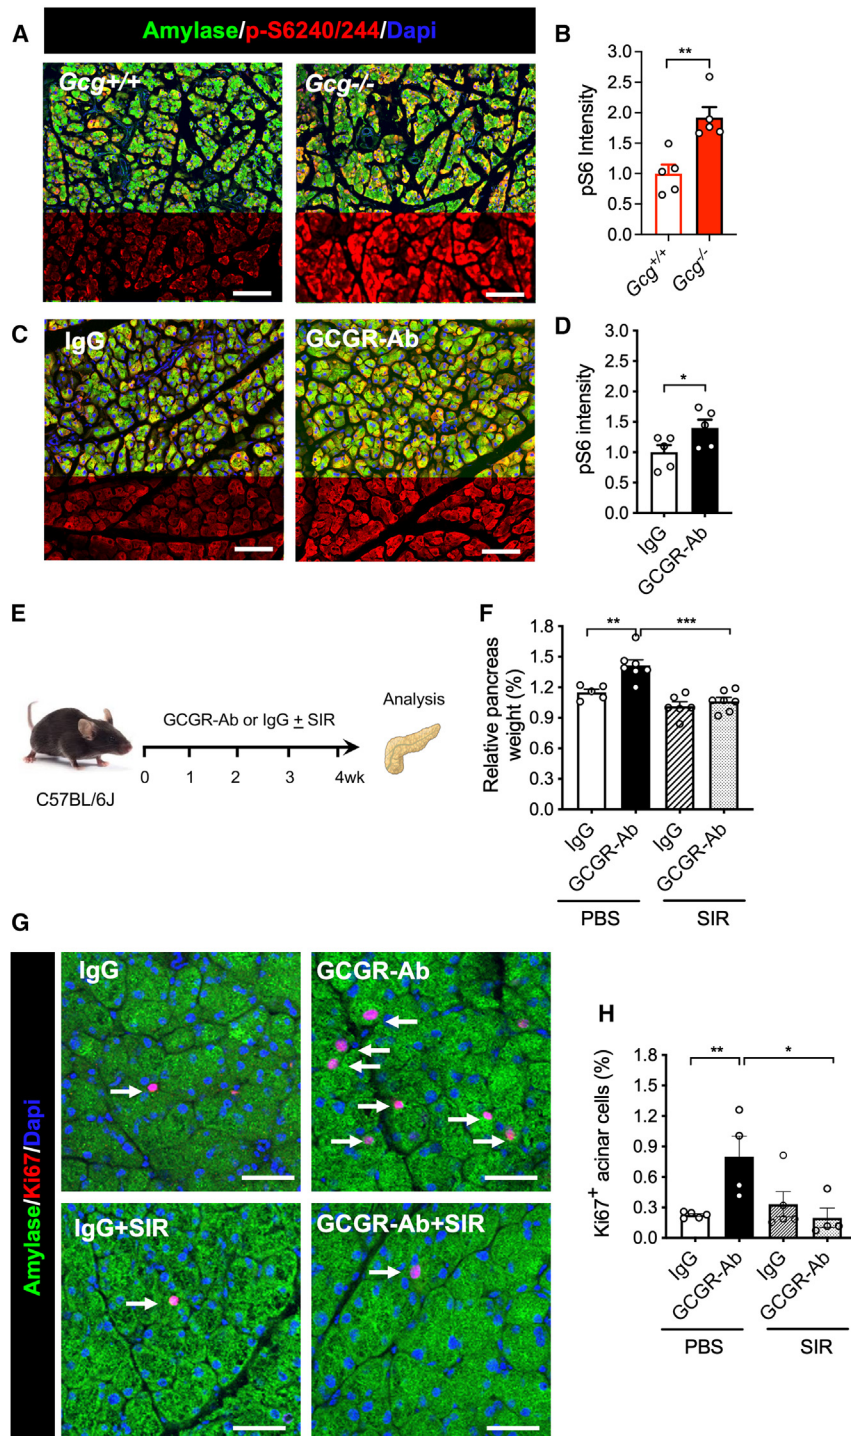 A
Amylase/p-S6240/244/Dapi
Gcg+/+
Gcg-/-
B
pS6 Intensity
3.0
2.5
2.0
1.5
1.0
0.5
0.0
**
Gcg+/+
Gcg-/-
C
IgG
GCGR-Ab
D
pS6 intensity
3.0
2.5
2.0
1.5
1.0
0.5
0.0
*
IgG
GCGR-Ab
E
GCGR-Ab or IgG ± SIR
0 1 2 3 4wk
C57BL/6J
Analysis
F
Relative pancreas
weight (%)
1.8
1.5
1.2
0.9
0.6
0.3
0.0
** ***
IgG
GCGR-Ab
IgG
GCGR-Ab
PBS SIR
G
Amylase/Ki67/Dapi
IgG
GCGR-Ab
IgG+SIR
GCGR-Ab+SIR
H
Ki67+ acinar cells (%)
1.8
1.5
1.2
0.9
0.6
0.3
0.0
** *
IgG
GCGR-Ab
IgG
GCGR-Ab
PBS SIR